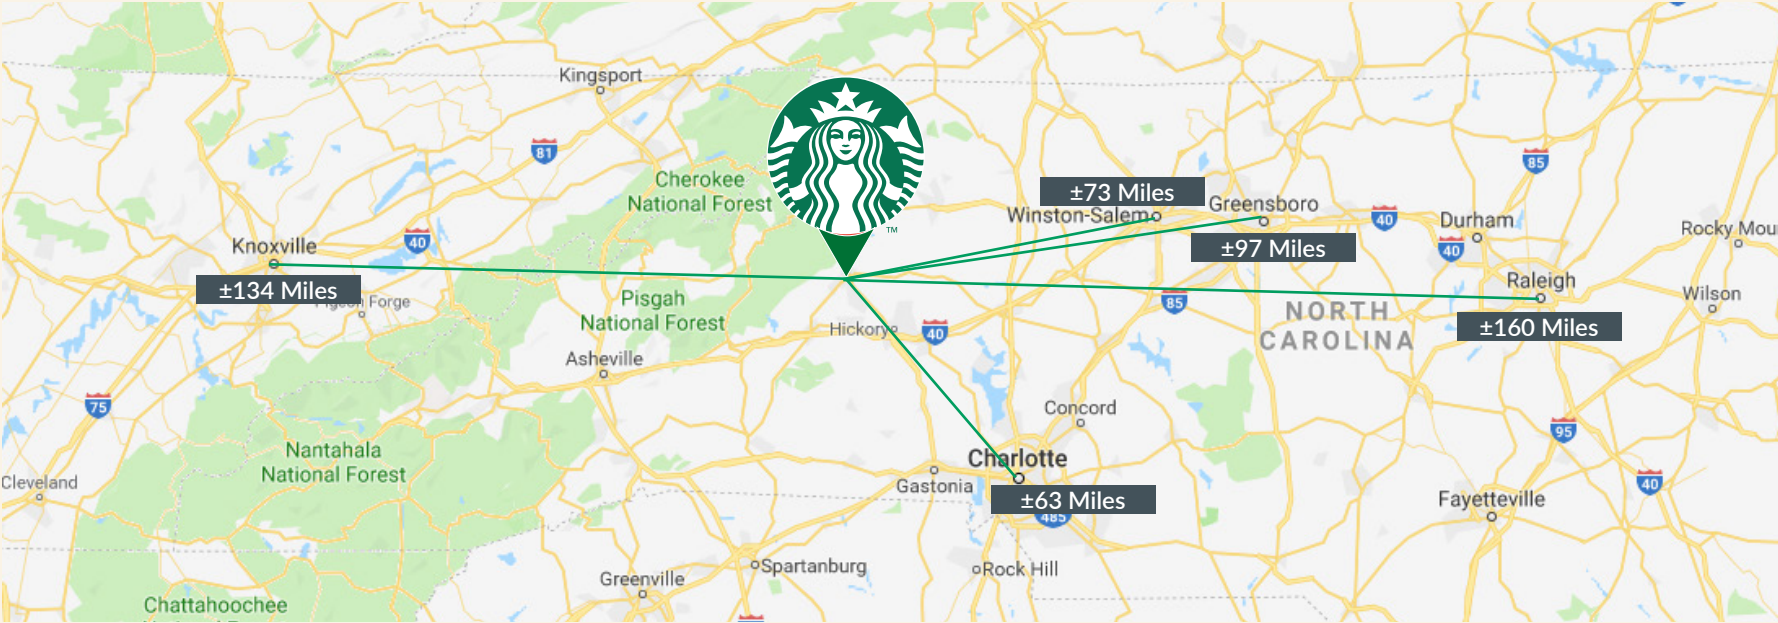 Kingsport
81
Cherokee
National Forest
™
±73 Miles
Winston-Salem
Greensboro
40
Durham
85
Rocky Mou
Knoxville
40
±97 Miles
40
Raleigh
±134 Miles
Pigeon Forge
Pisgah
National Forest
Hickory
40
85
NORTH
CAROLINA
±160 Miles
Wilson
Asheville
75
Concord
95
Nantahala
National Forest
Charlotte
Cleveland
Gastonia
±63 Miles
485
Fayetteville
40
Spartanburg
Rock Hill
Greenville
Chattahoochee